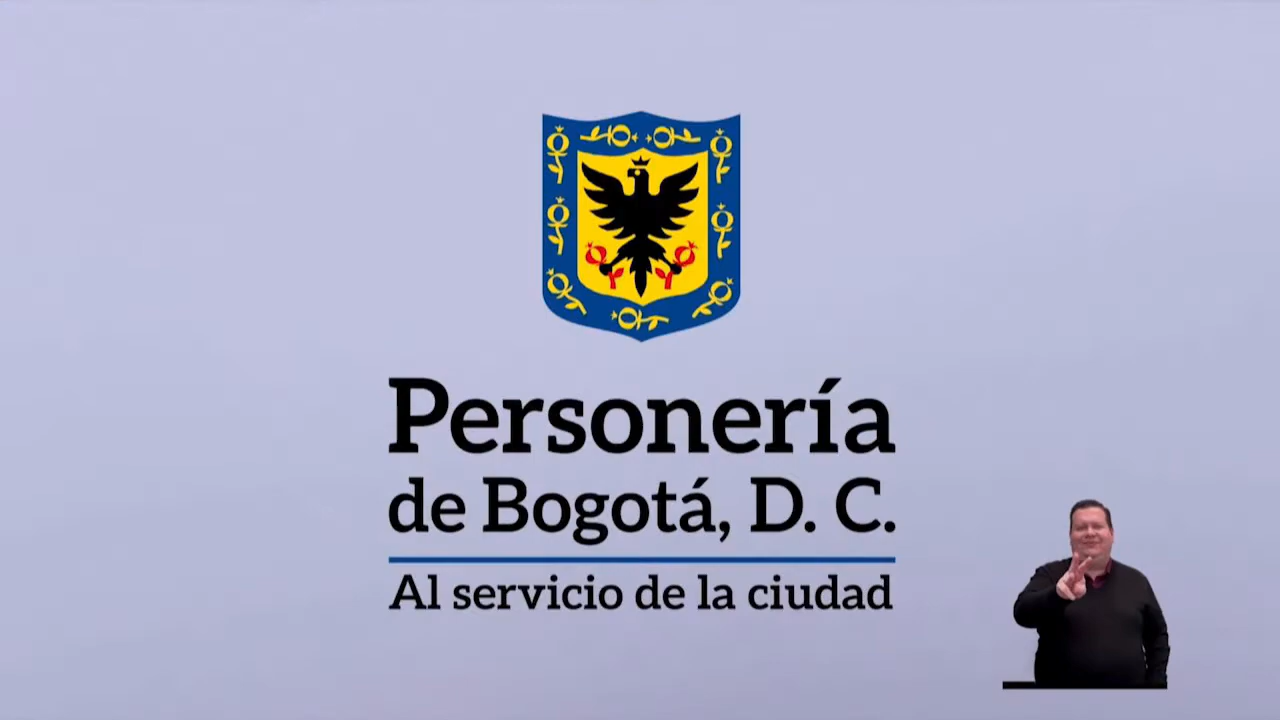 Personería
de Bogotá, D. C.
Al servicio de la ciudad